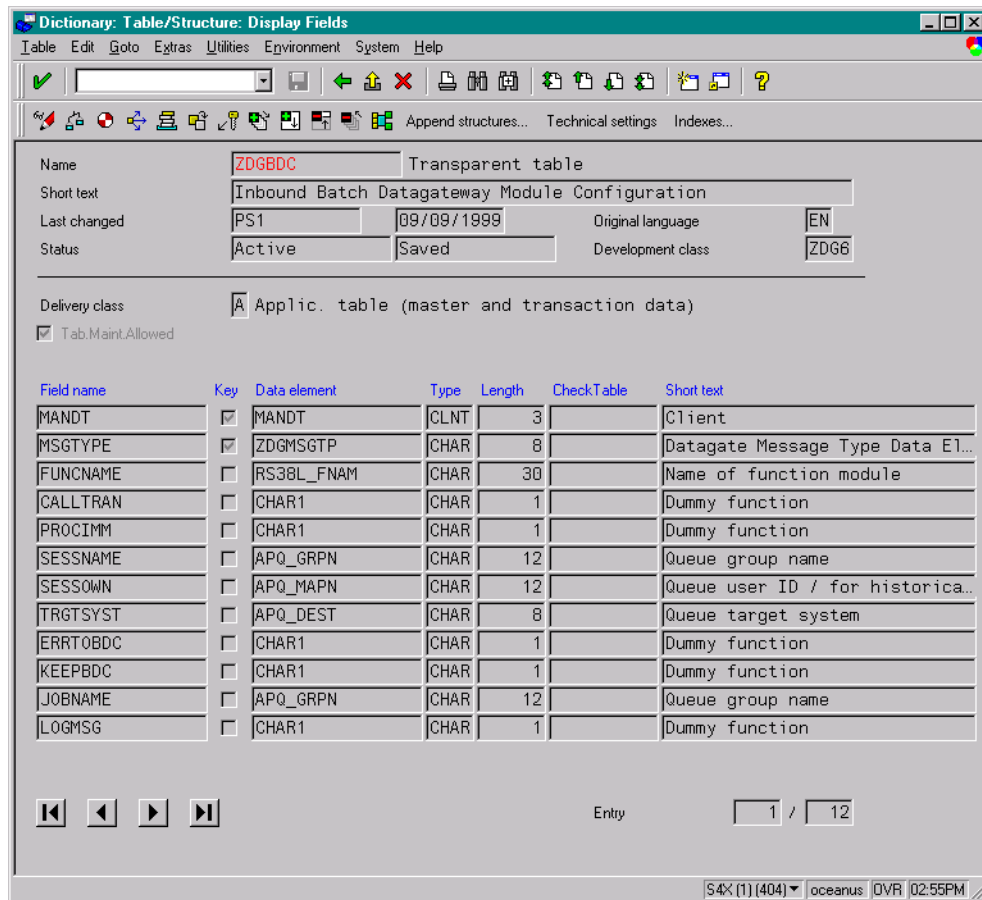 Dictionary: Table/Structure: Display Fields
Table Edit Goto Extras Utilities Environment System Help
Append structures... Technical settings Indexes...
Name ZDGBDC Transparent table
Short text Inbound Batch Datagateway Module Configuration
Last changed PS1 09/09/1999 Original language EN
Status Active Saved Development class ZDG6
Delivery class A Applic. table (master and transaction data)
Tab.Maint.Allowed
Field name Key Data element Type Length CheckTable Short text
MANDT MANDT CLNT 3 Client
MSGTYPE ZDGMSGTP CHAR 8 Datagate Message Type Data El...
FUNCNAME RS38L_FNAM CHAR 30 Name of function module
CALLTRAN CHAR1 CHAR 1 Dummy function
PROCIMM CHAR1 CHAR 1 Dummy function
SESSNAME APQ_GRPN CHAR 12 Queue group name
SESSOWN APQ_MAPN CHAR 12 Queue user ID / for historica...
TRGTSYST APQ_DEST CHAR 8 Queue target system
ERRTOBDC CHAR1 CHAR 1 Dummy function
KEEPBDC CHAR1 CHAR 1 Dummy function
JOBNAME APQ_GRPN CHAR 12 Queue group name
LOGMSG CHAR1 CHAR 1 Dummy function
Entry 1 / 12
S4X (1) (404) oceanus OVR 02:55PM